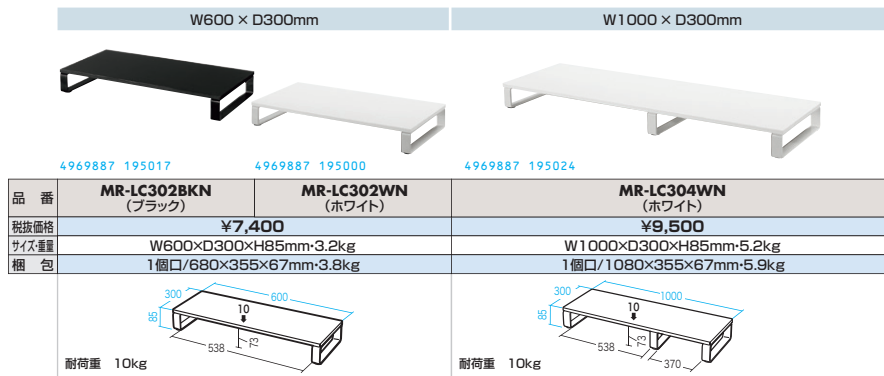 W600×D300mm
W1000×D300mm
4969887 195017
4969887 195000
4969887 195024
品番 MR-LC302BKN MR-LC302WN MR-LC304WN
（ブラック） （ホワイト） （ホワイト）
税抜価格 ¥7,400 ¥9,500
サイズ・重量 W600×D300×H85mm・3.2kg W1000×D300×H85mm・5.2kg
梱包 1個口/680×355×67mm・3.8kg 1個口/1080×355×67mm・5.9kg
300 600
85
10
73
538
耐荷重 10kg
300 1000
85
10
73
538
370
耐荷重 10kg